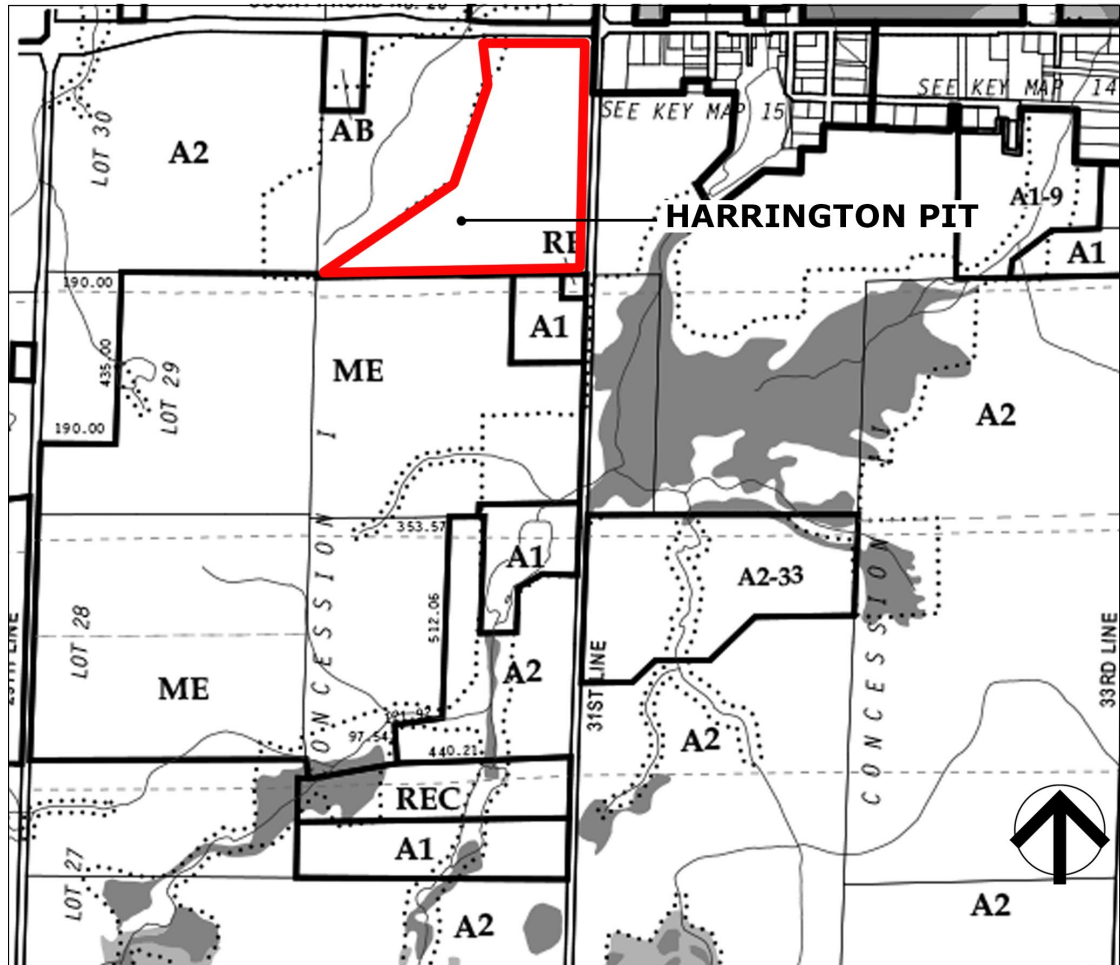 SEE KEY MAP 14
SEE KEY MAP 15
LOT 30
AB
A2
A1-9
HARRINGTON PIT
A1
190.00
A1
ME
435.00
LOT 29
A2
190.00
CONCESSION I
353.57
A1
A2-33
512.06
LOT 28
CONCESSION
31ST LINE
33RD LINE
A2
ME
A2
97.54
440.21
REC
A1
LOT 27
A2
A2